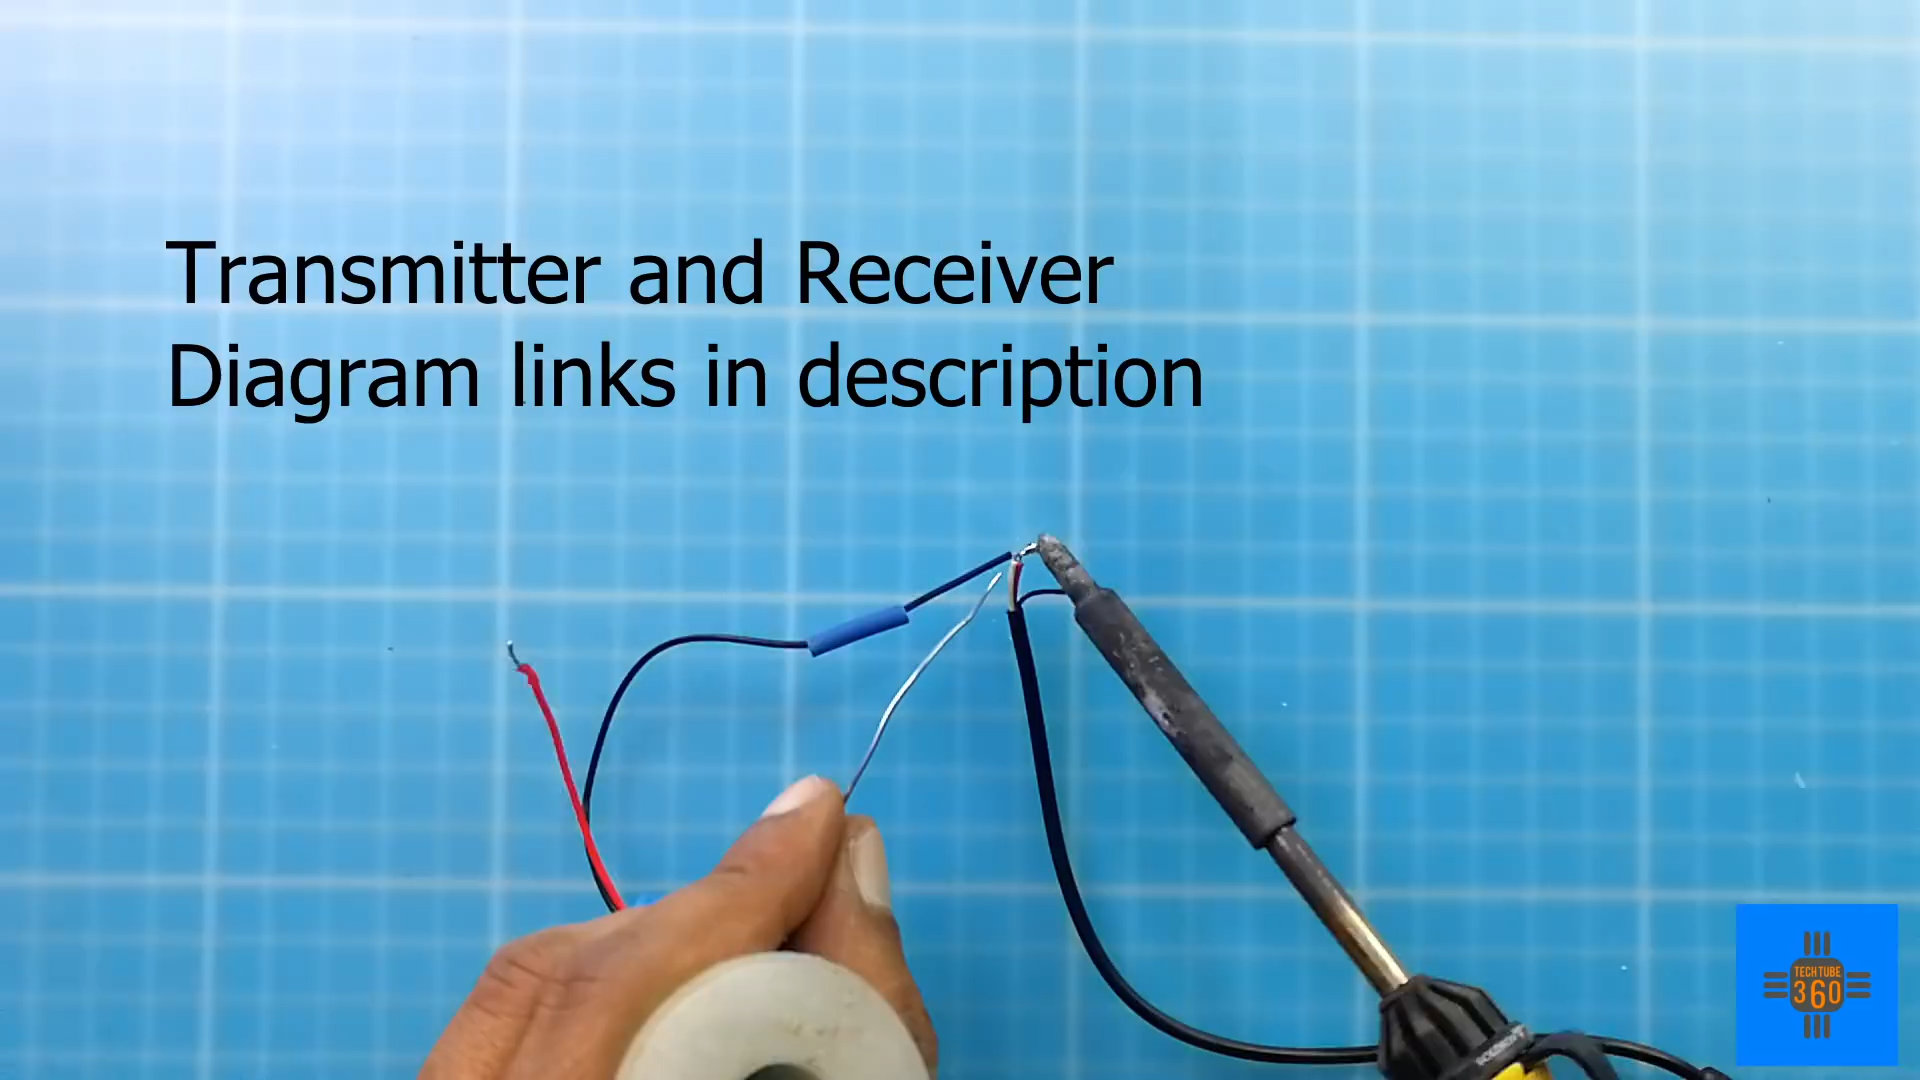 Transmitter and Receiver
Diagram links in description
TECH TUBE
360